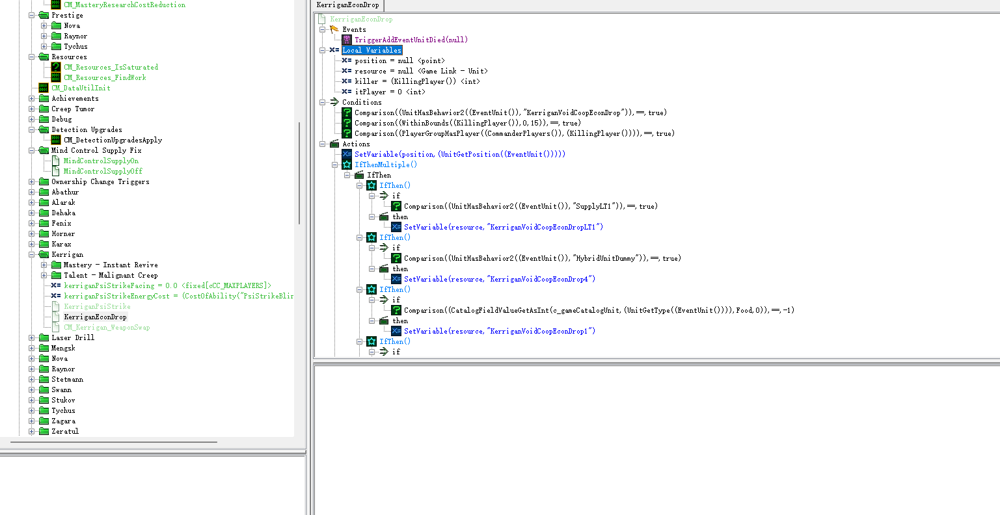 CM_MasteryResearchCostReduction
Prestige
Nova
Raynor
Tychus
Resources
CM_Resources_IsSaturated
CM_Resources_FindWork
CM_DataUtilInit
Achievements
Creep Tumor
Debug
Detection Upgrades
CM_DetectionUpgradesApply
Mind Control Supply Fix
MindControlSupplyOn
MindControlSupplyOff
Ownership Change Triggers
Abathur
Alarak
Dehaka
Fenix
Horner
Karax
Kerrigan
Mastery - Instant Revive
Talent - Malignant Creep
kerriganPsiStrikeFacing = 0.0 <fixed[cCC_MAXPLAYERS]>
kerriganPsiStrikeEnergyCost = (CostOfAbility("PsiStrikeBlin
KerriganPsiStrike
KerriganEconDrop
CM_Kerrigan_WeaponSwap
Laser Drill
Mengsk
Nova
Raynor
Stetmann
Swann
Stukov
Tychus
Zagara
Zeratul
KerriganEconDrop
KerriganEconDrop
Events
TriggerAddEventUnitDied(null)
Local Variables
position = null <point>
resource = null <Game Link - Unit>
killer = (KillingPlayer()) <int>
itPlayer = 0 <int>
Conditions
Comparison((UnitHasBehavior2((EventUnit()),"KerriganVoidCoopEconDrop")),==,true)
Comparison((WithinBounds((KillingPlayer()),0,15)),==,true)
Comparison((PlayerGroupHasPlayer((CommanderPlayers()),(KillingPlayer()))),==,true)
Actions
SetVariable(position,(UnitGetPosition((EventUnit()))))
IfThenMultiple()
IfThen
IfThen()
if
Comparison((UnitHasBehavior2((EventUnit()),"SupplyLT1")),==,true)
then
SetVariable(resource,"KerriganVoidCoopEconDropLT1")
IfThen()
if
Comparison((UnitHasBehavior2((EventUnit()),"HybridUnitDummy")),==,true)
then
SetVariable(resource,"KerriganVoidCoopEconDrop4")
IfThen()
if
Comparison((CatalogFieldValueGetAsInt(c_gameCatalogUnit,(UnitGetType((EventUnit()))),Food,0)),==,-1)
then
SetVariable(resource,"KerriganVoidCoopEconDrop1")
IfThen()
if